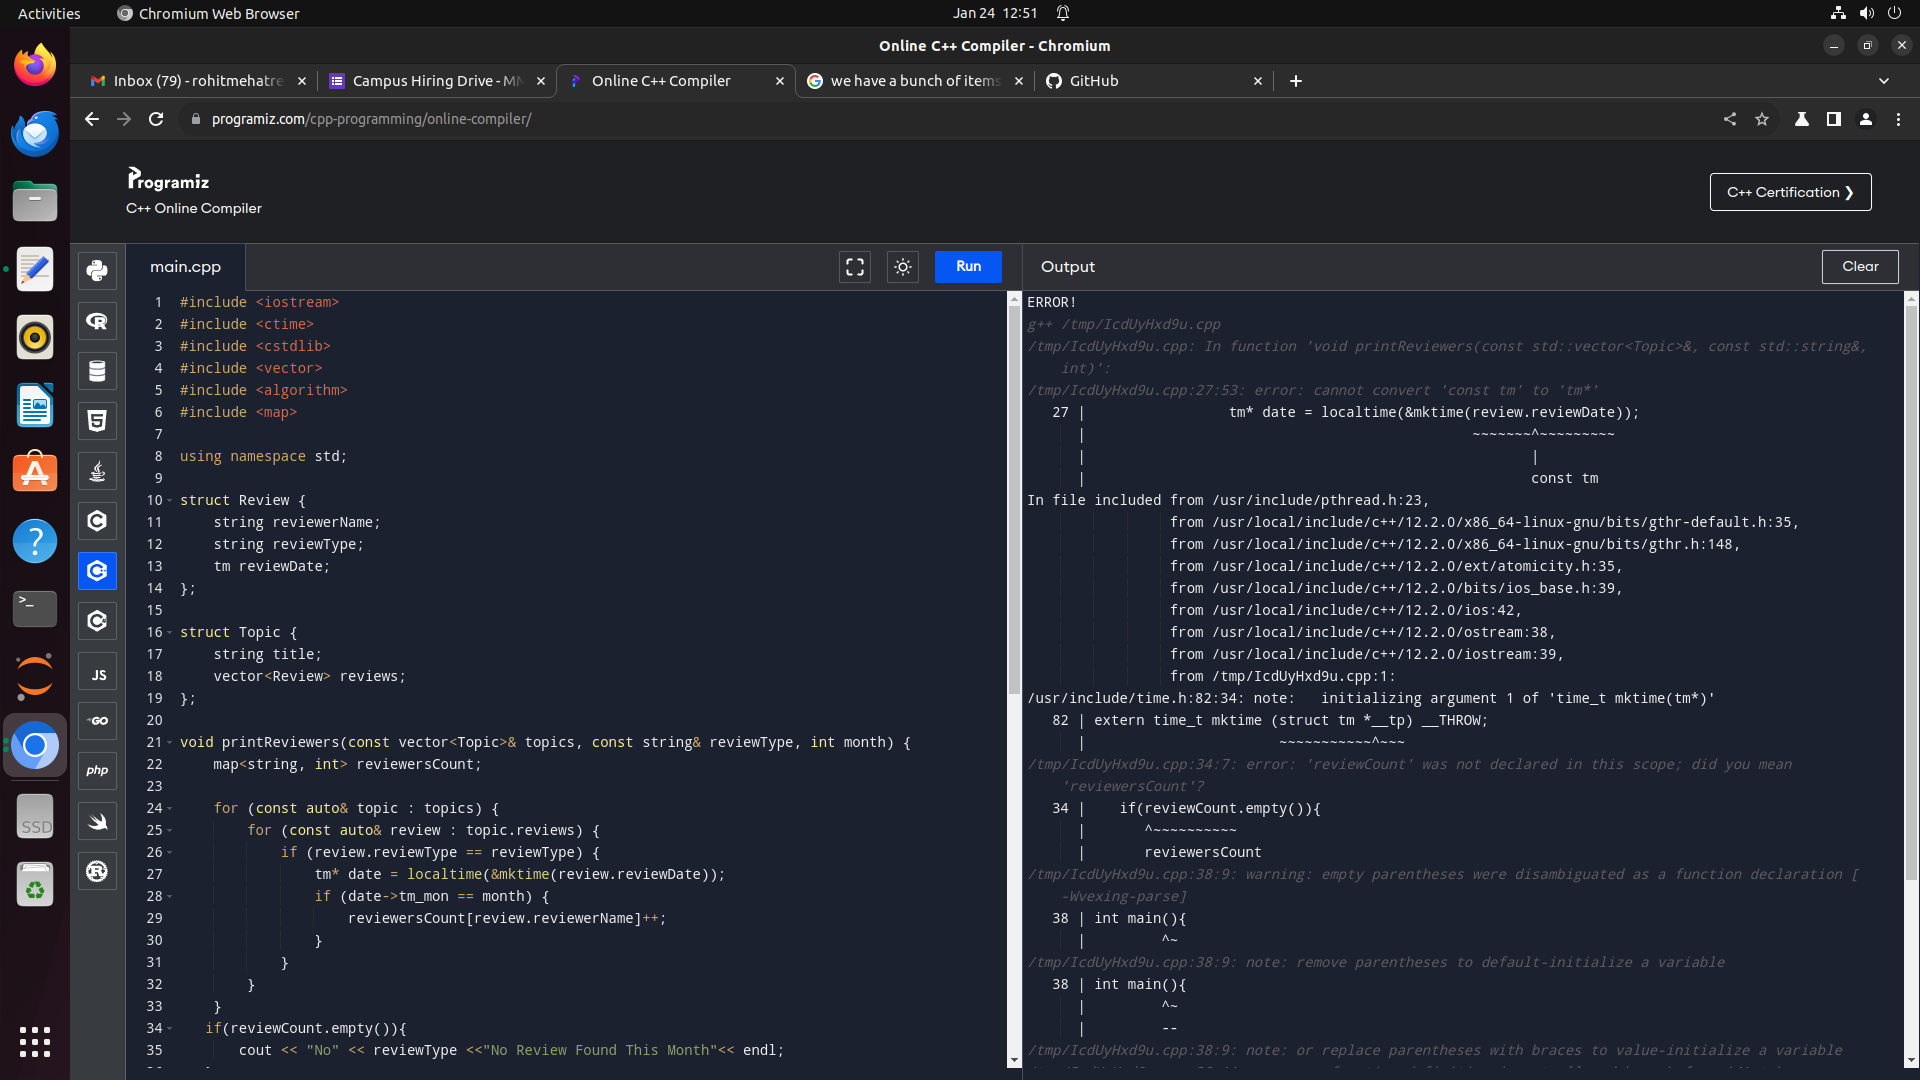 Activities
Chromium Web Browser
Jan 24 12:51
Online C++ Compiler - Chromium
Inbox (79) - rohitmehatre
Campus Hiring Drive - MM
Online C++ Compiler
we have a bunch of items
GitHub
programiz.com/cpp-programming/online-compiler/
Programiz
C++ Online Compiler
C++ Certification ❯
main.cpp
Run
Output
Clear
1 #include <iostream>
2 #include <ctime>
3 #include <cstdlib>
4 #include <vector>
5 #include <algorithm>
6 #include <map>
7
8 using namespace std;
9
10 struct Review {
11     string reviewerName;
12     string reviewType;
13     tm reviewDate;
14 };
15
16 struct Topic {
17     string title;
18     vector<Review> reviews;
19 };
20
21 void printReviewers(const vector<Topic>& topics, const string& reviewType, int month) {
22     map<string, int> reviewersCount;
23
24     for (const auto& topic : topics) {
25         for (const auto& review : topic.reviews) {
26             if (review.reviewType == reviewType) {
27                 tm* date = localtime(&mktime(review.reviewDate));
28                 if (date->tm_mon == month) {
29                     reviewersCount[review.reviewerName]++;
30                 }
31             }
32         }
33     }
34    if(reviewCount.empty()){
35        cout << "No" << reviewType <<"No Review Found This Month"<< endl;
ERROR!
g++ /tmp/IcdUyHxd9u.cpp
/tmp/IcdUyHxd9u.cpp: In function 'void printReviewers(const std::vector<Topic>&, const std::string&,
int)':
/tmp/IcdUyHxd9u.cpp:27:53: error: cannot convert 'const tm' to 'tm*'
27 |                 tm* date = localtime(&mktime(review.reviewDate));
|                                              ~~~~~~~^~~~~~~~~~
|                                                     |
|                                                     const tm
In file included from /usr/include/pthread.h:23,
from /usr/local/include/c++/12.2.0/x86_64-linux-gnu/bits/gthr-default.h:35,
from /usr/local/include/c++/12.2.0/x86_64-linux-gnu/bits/gthr.h:148,
from /usr/local/include/c++/12.2.0/ext/atomicity.h:35,
from /usr/local/include/c++/12.2.0/bits/ios_base.h:39,
from /usr/local/include/c++/12.2.0/ios:42,
from /usr/local/include/c++/12.2.0/ostream:38,
from /usr/local/include/c++/12.2.0/iostream:39,
from /tmp/IcdUyHxd9u.cpp:1:
/usr/include/time.h:82:34: note:   initializing argument 1 of 'time_t mktime(tm*)'
82 | extern time_t mktime (struct tm *__tp) __THROW;
|                       ~~~~~~~~~~~^~~~
/tmp/IcdUyHxd9u.cpp:34:7: error: 'reviewCount' was not declared in this scope; did you mean
'reviewersCount'?
34 |    if(reviewCount.empty()){
|       ^~~~~~~~~~~
|       reviewersCount
/tmp/IcdUyHxd9u.cpp:38:9: warning: empty parentheses were disambiguated as a function declaration [
-Wvexing-parse]
38 | int main(){
|         ^~
/tmp/IcdUyHxd9u.cpp:38:9: note: remove parentheses to default-initialize a variable
38 | int main(){
|         ^~
|         --
/tmp/IcdUyHxd9u.cpp:38:9: note: or replace parentheses with braces to value-initialize a variable
JS
GO
php
SSD